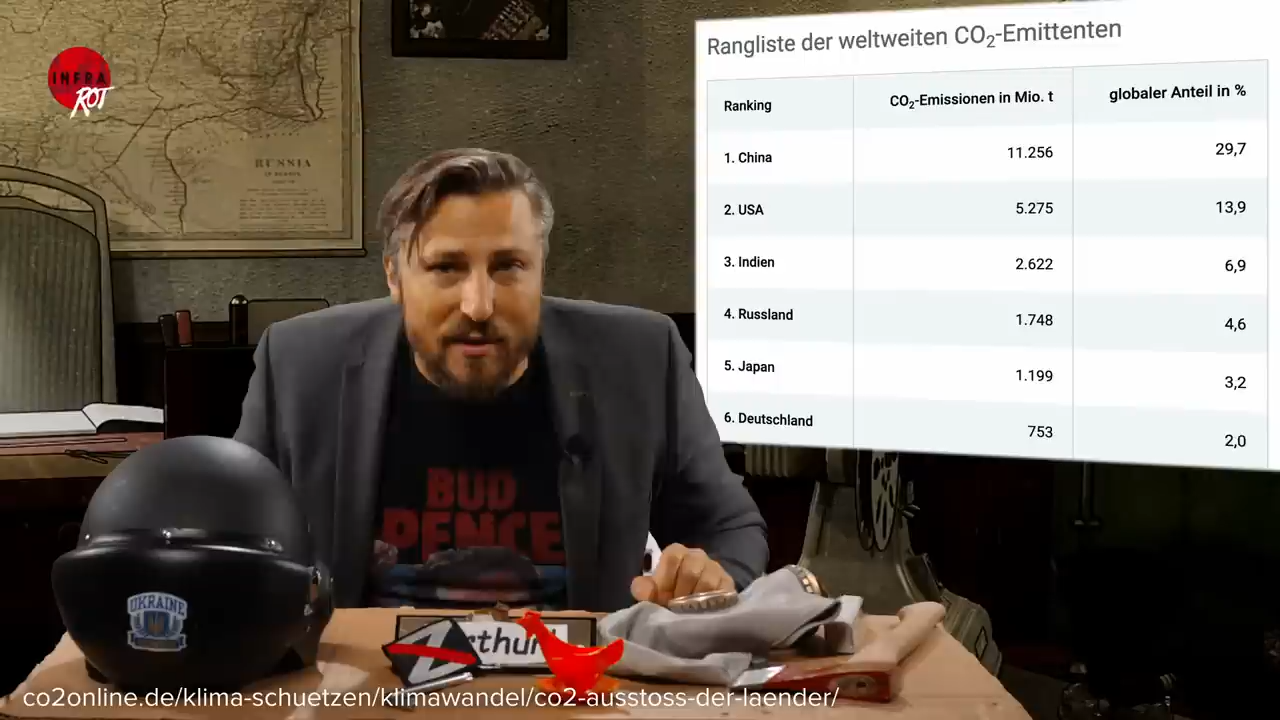 INFRA
ROT
RUSSIA
Rangliste der weltweiten CO₂-Emittenten
Ranking CO₂-Emissionen in Mio. t globaler Anteil in %
1. China 11.256 29,7
2. USA 5.275 13,9
3. Indien 2.622 6,9
4. Russland 1.748 4,6
5. Japan 1.199 3,2
6. Deutschland 753 2,0
BUD
UKRAINE
co2online.de/klima-schuetzen/klimawandel/co2-ausstoss-der-laender/